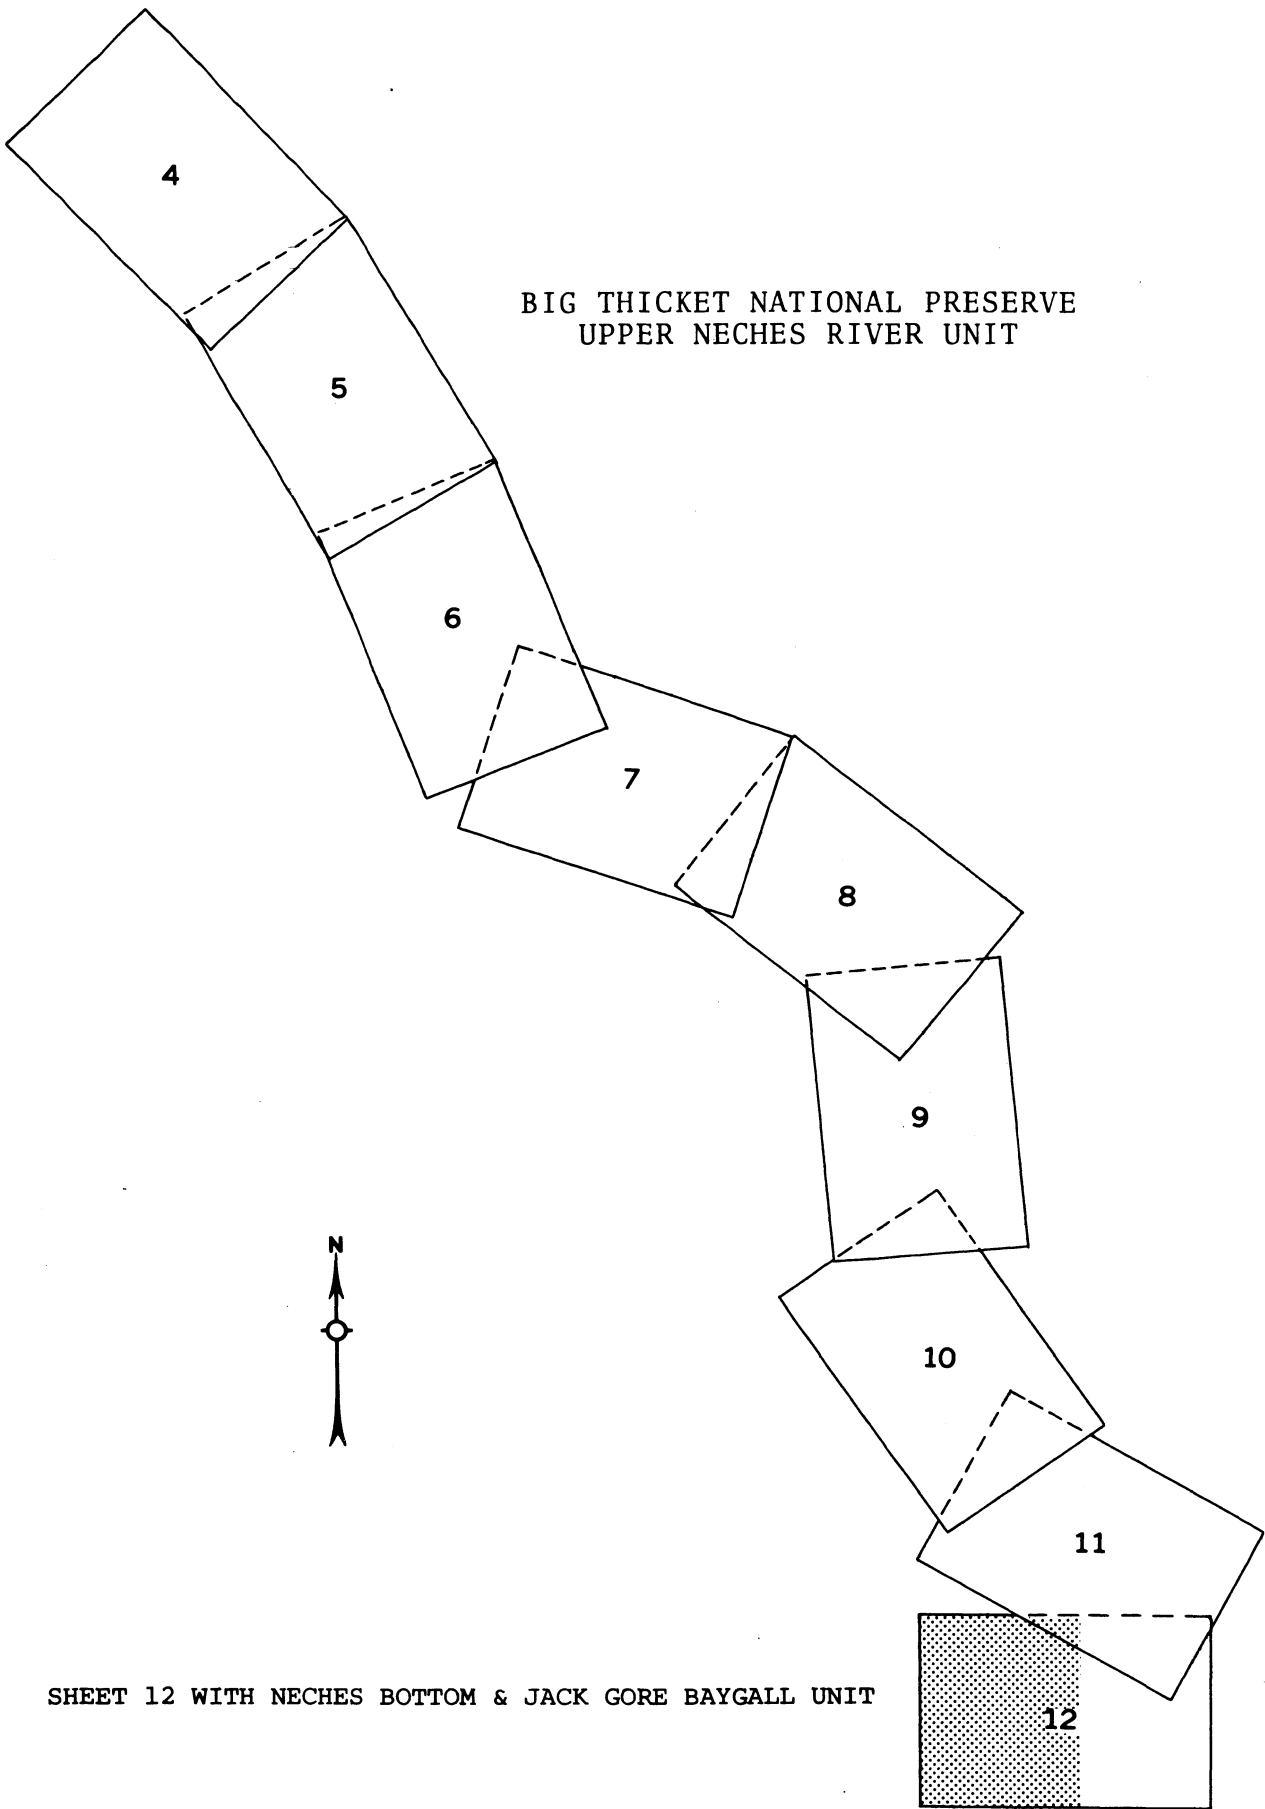 4
BIG THICKET NATIONAL PRESERVE
UPPER NECHES RIVER UNIT
5
6
7
8
9
N
10
11
SHEET 12 WITH NECHES BOTTOM & JACK GORE BAYGALL UNIT
12